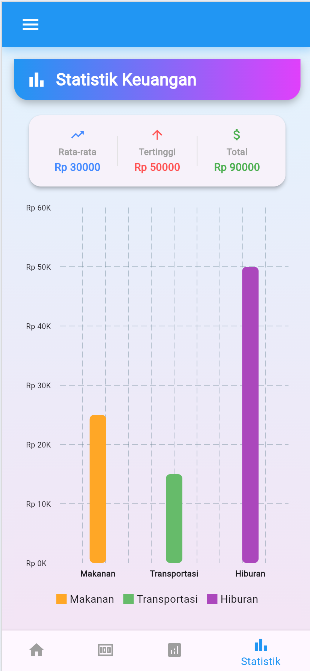 Statistik Keuangan
Rata-rata Tertinggi Total
Rp 30000 Rp 50000 Rp 90000
Rp 60K
Rp 50K
Rp 40K
Rp 30K
Rp 20K
Rp 10K
Rp 0K
Makanan Transportasi Hiburan
Makanan Transportasi Hiburan
Statistik